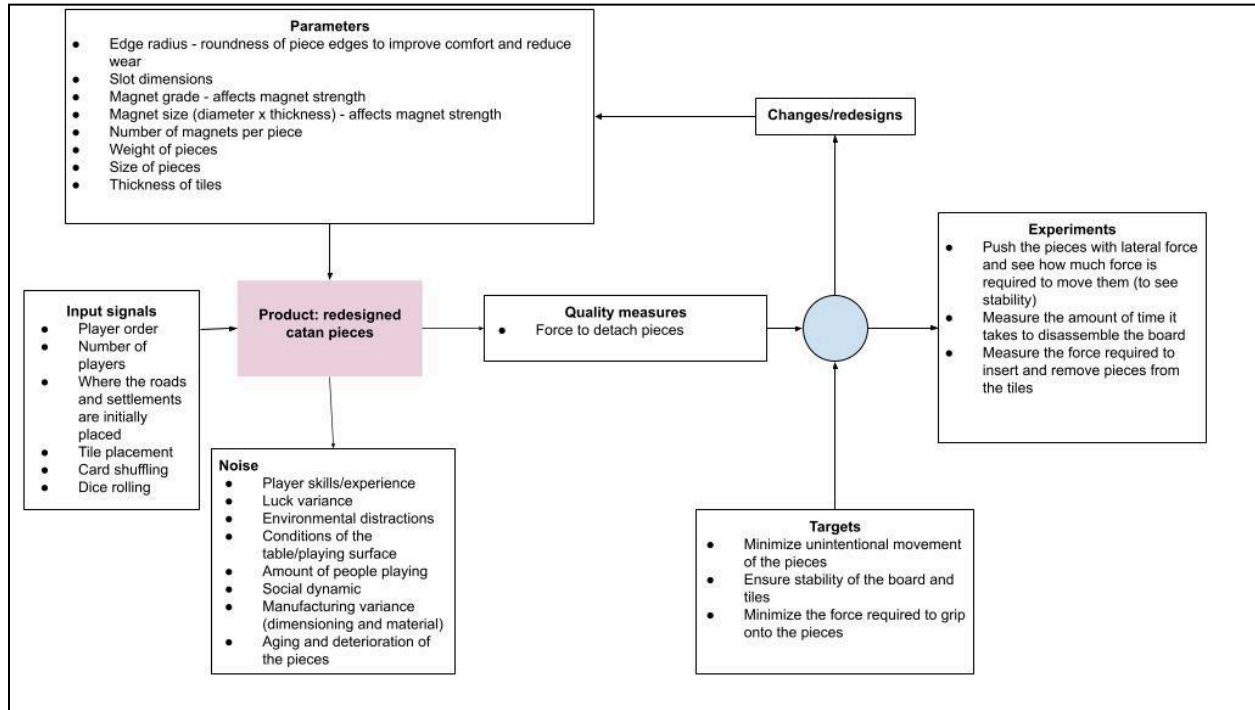 Parameters
● Edge radius - roundness of piece edges to improve comfort and reduce
wear
● Slot dimensions
● Magnet grade - affects magnet strength
● Magnet size (diameter x thickness) - affects magnet strength
● Number of magnets per piece
● Weight of pieces
● Size of pieces
● Thickness of tiles
Changes/redesigns
Input signals
● Player order
● Number of
players
● Where the roads
and settlements
are initially
placed
● Tile placement
● Card shuffling
● Dice rolling
Product: redesigned
catan pieces
Quality measures
● Force to detach pieces
Experiments
● Push the pieces with lateral force
and see how much force is
required to move them (to see
stability)
● Measure the amount of time it
takes to disassemble the board
● Measure the force required to
insert and remove pieces from
the tiles
Noise
● Player skills/experience
● Luck variance
● Environmental distractions
● Conditions of the
table/playing surface
● Amount of people playing
● Social dynamic
● Manufacturing variance
(dimensioning and material)
● Aging and deterioration of
the pieces
Targets
● Minimize unintentional movement
of the pieces
● Ensure stability of the board and
tiles
● Minimize the force required to grip
onto the pieces